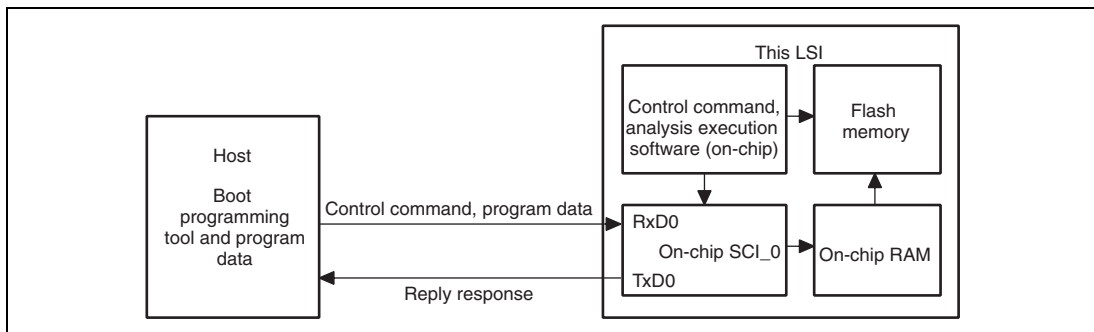 This LSI
Control command,
analysis execution
software (on-chip)
Flash
memory
Host
Boot
programming
tool and program
data
Control command, program data
RxD0
On-chip SCI_0
TxD0
On-chip RAM
Reply response